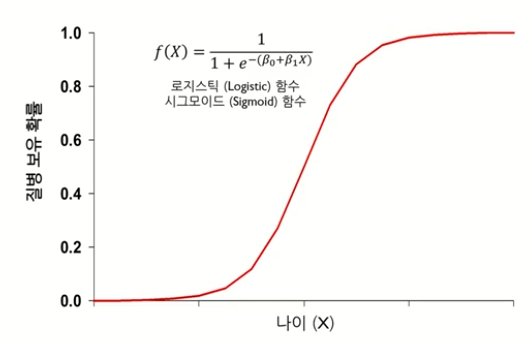 1.0
0.8
0.6
0.4
0.2
0.0
질병 보유 확률
f(X) = 1 / (1 + e^{-(β₀+β₁X)})
로지스틱 (Logistic) 함수
시그모이드 (Sigmoid) 함수
나이 (X)